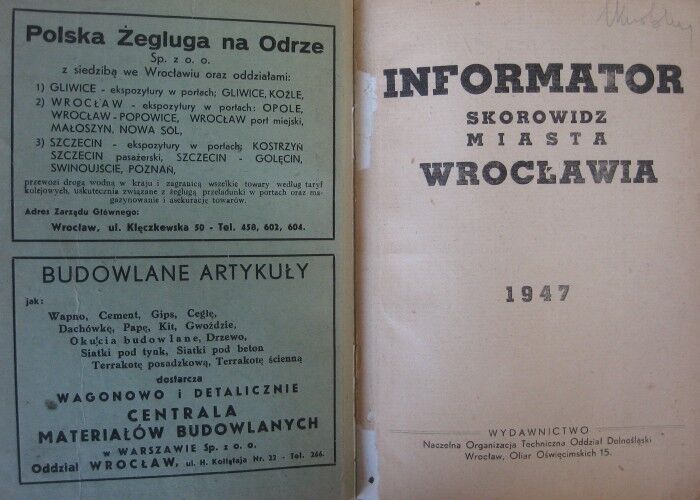 Polska Żegluga na Odrze
Sp. z o. o.
z siedzibą we Wrocławiu oraz oddziałami:
1) GLIWICE - ekspozytury w portach; GLIWICE, KOŹLE,
2) WROCŁAW - ekspozytury w portach: OPOLE,
WROCŁAW-POPOWICE, WROCŁAW port miejski,
MAŁOSZYN, NOWA SÓL,
3) SZCZECIN - ekspozytury w portach; KOSTRZYŃ
SZCZECIN pasażerski, SZCZECIN - GOLĘCIN,
SWINOUJSCIE, POZNAŃ,
przewozi drogą wodną w kraju i zagranicą wszelkie towary według taryf
kolejowych, uskutecznia związane z żeglugą przeładunki w portach oraz ma-
gazynowanie i asekurację towarów.
Adres Zarządu Głównego:
Wrocław, ul. Kleczkowska 50 - Tel. 458, 602, 604.
BUDOWLANE ARTYKUŁY
jak:
Wapno, Cement, Gips, Cegłę,
Dachówkę, Papę, Kit, Gwoździe,
Okucia budowlane, Drzewo,
Siatki pod tynk, Siatki pod beton
Terrakotę posadzkową, Terrakotę ścienną
dostarcza
WAGONOWO i DETALICZNIE
CENTRALA
MATERIAŁÓW BUDOWLANYCH
w WARSZAWIE Sp. z o. o.
Oddział WROCŁAW, ul. H. Kołłątaja Nr. 22 - Tel. 266.
INFORMATOR
SKOROWIDZ
MIASTA
WROCŁAWIA
1947
WYDAWNICTWO
Naczelna Organizacja Techniczna Oddział Dolnośląski
Wrocław, Ofiar Oświęcimskich 15.